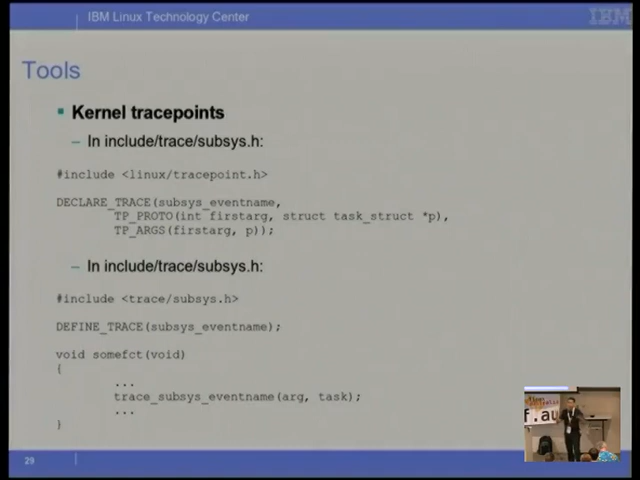 IBM Linux Technology Center
IBM
Tools
Kernel tracepoints
– In include/trace/subsys.h:
#include <linux/tracepoint.h>
DECLARE_TRACE(subsys_eventname,
TP_PROTO(int firstarg, struct task_struct *p),
TP_ARGS(firstarg, p));
– In include/trace/subsys.h:
#include <trace/subsys.h>
DEFINE_TRACE(subsys_eventname);
void somefct(void)
{
...
trace_subsys_eventname(arg, task);
...
}
f.au
29